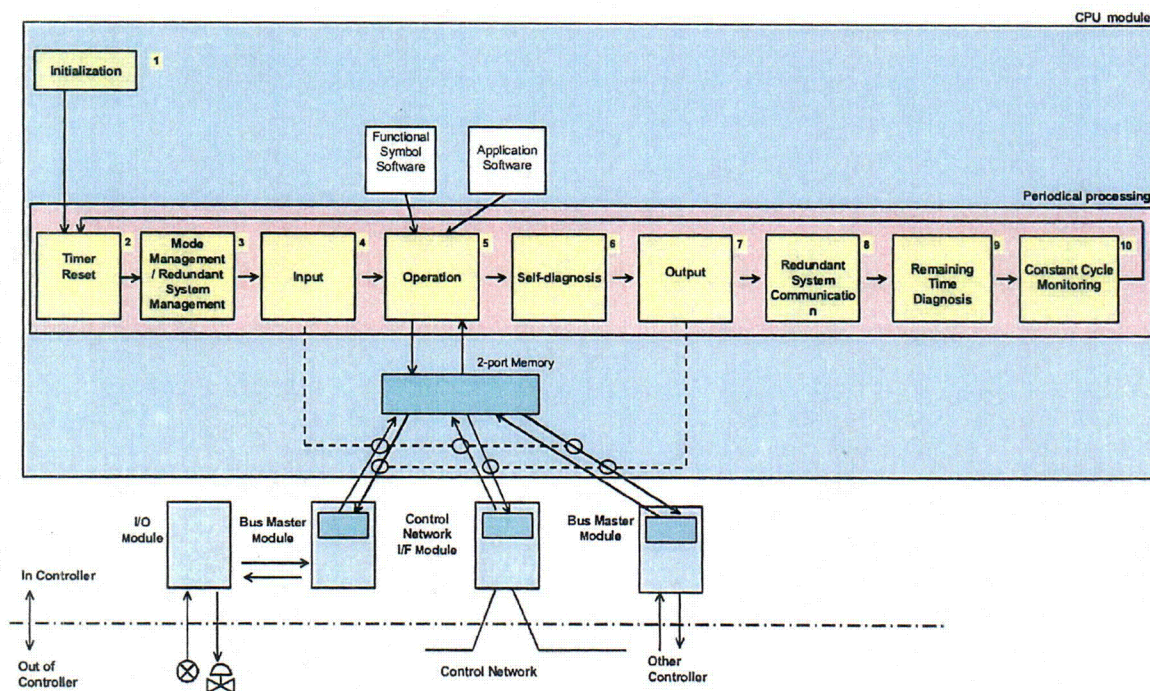 CPU module
Initialization
1
Functional
Symbol
Software
Application
Software
Periodical processing
Timer
Reset
2
Mode
Management
/ Redundant
System
Management
3
Input
4
Operation
5
Self-diagnosis
6
Output
7
Redundant
System
Communicatio
n
8
Remaining
Time
Diagnosis
9
Constant Cycle
Monitoring
10
2-port Memory
I/O
Module
Bus Master
Module
Control
Network
I/F Module
Bus Master
Module
In Controller
Out of
Controller
Control Network
Other
Controller